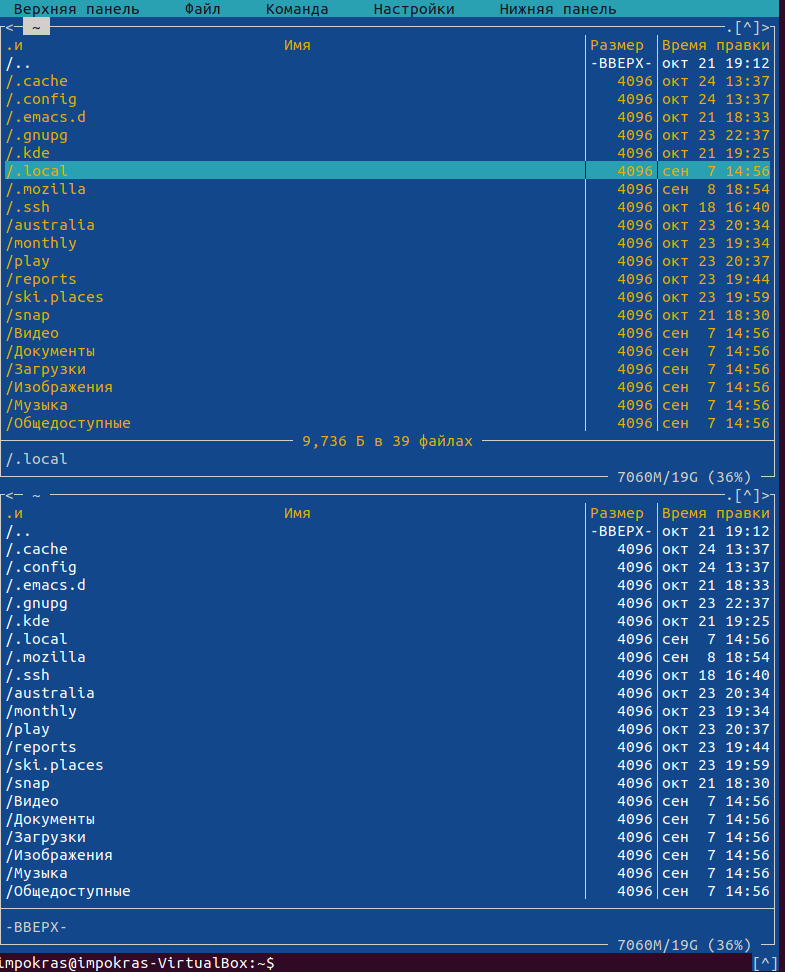 Верхняя панель Файл Команда Настройки Нижняя панель
<─ ~ .[^]>
.и Имя Размер Время правки
/.. -ВВЕРХ- окт 21 19:12
/.cache 4096 окт 24 13:37
/.config 4096 окт 24 13:37
/.emacs.d 4096 окт 21 18:33
/.gnupg 4096 окт 23 22:37
/.kde 4096 окт 21 19:25
/.local 4096 сен 7 14:56
/.mozilla 4096 сен 8 18:54
/.ssh 4096 окт 18 16:40
/australia 4096 окт 23 20:34
/monthly 4096 окт 23 19:34
/play 4096 окт 23 20:37
/reports 4096 окт 23 19:44
/ski.places 4096 окт 23 19:59
/snap 4096 окт 21 18:30
/Видео 4096 сен 7 14:56
/Документы 4096 сен 7 14:56
/Загрузки 4096 сен 7 14:56
/Изображения 4096 сен 7 14:56
/Музыка 4096 сен 7 14:56
/Общедоступные 4096 сен 7 14:56
9,736 Б в 39 файлах
/.local
7060M/19G (36%)
<─ ~ .[^]>
.и Имя Размер Время правки
/.. -ВВЕРХ- окт 21 19:12
/.cache 4096 окт 24 13:37
/.config 4096 окт 24 13:37
/.emacs.d 4096 окт 21 18:33
/.gnupg 4096 окт 23 22:37
/.kde 4096 окт 21 19:25
/.local 4096 сен 7 14:56
/.mozilla 4096 сен 8 18:54
/.ssh 4096 окт 18 16:40
/australia 4096 окт 23 20:34
/monthly 4096 окт 23 19:34
/play 4096 окт 23 20:37
/reports 4096 окт 23 19:44
/ski.places 4096 окт 23 19:59
/snap 4096 окт 21 18:30
/Видео 4096 сен 7 14:56
/Документы 4096 сен 7 14:56
/Загрузки 4096 сен 7 14:56
/Изображения 4096 сен 7 14:56
/Музыка 4096 сен 7 14:56
/Общедоступные 4096 сен 7 14:56
-ВВЕРХ-
7060M/19G (36%)
impokras@impokras-VirtualBox:~$ [^]